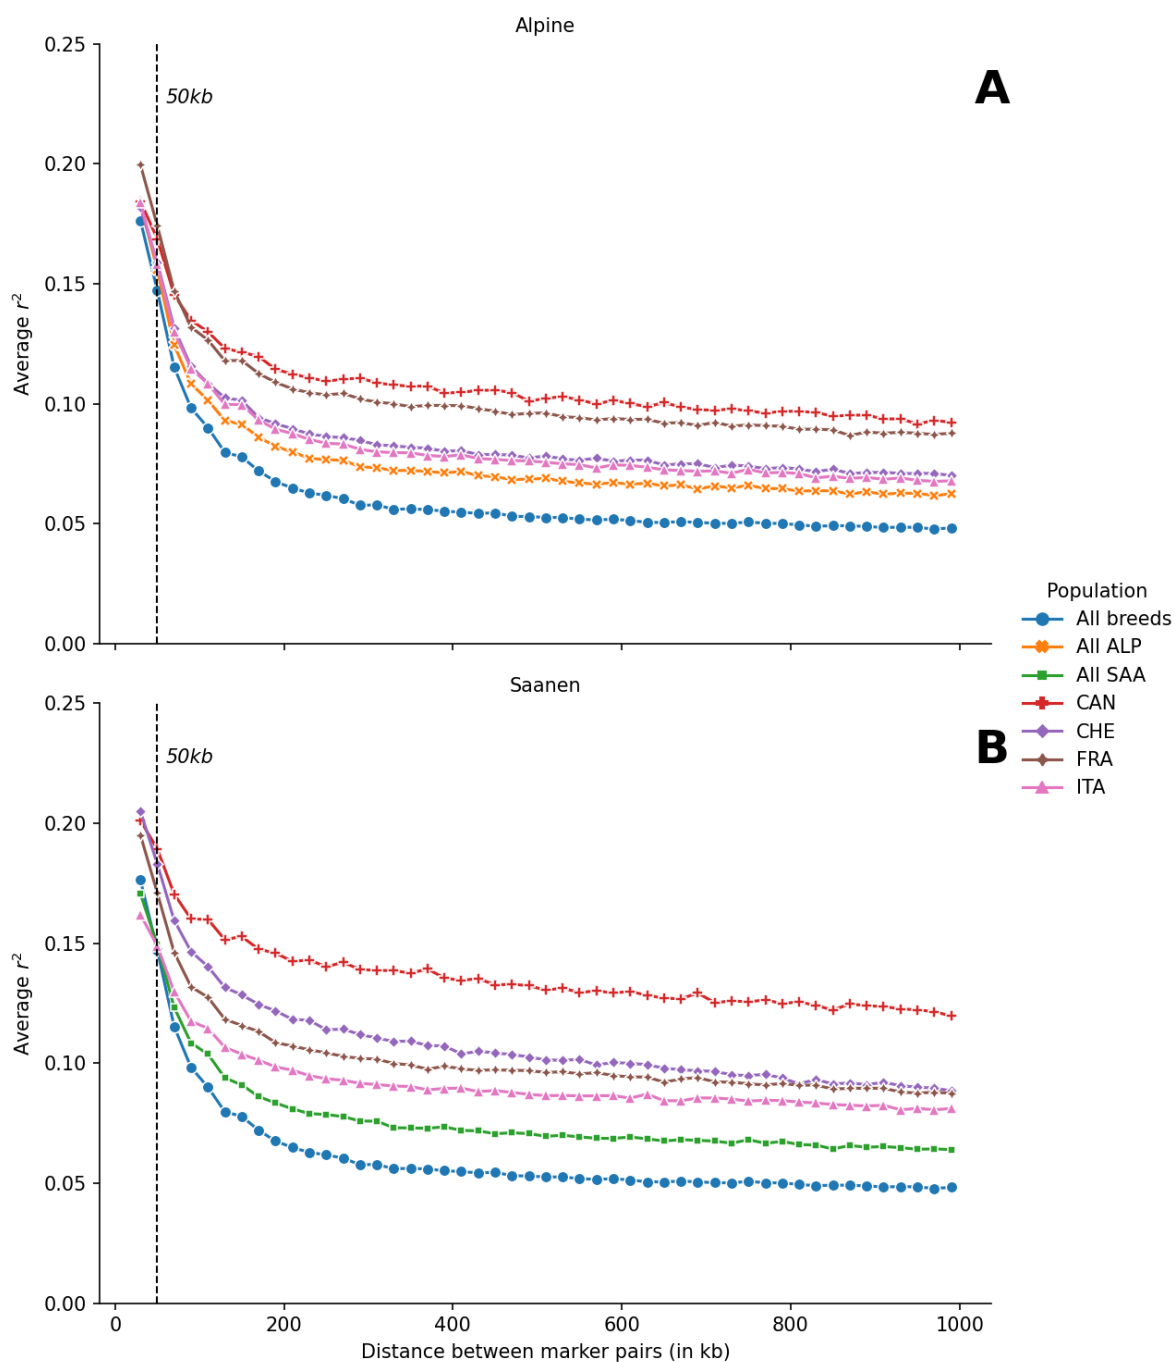 Alpine
A
50kb
0.25
0.20
0.15
0.10
0.05
0.00
Average r²
Population
All breeds
All ALP
All SAA
CAN
CHE
FRA
ITA
Saanen
B
50kb
0.25
0.20
0.15
0.10
0.05
0.00
Average r²
0 200 400 600 800 1000
Distance between marker pairs (in kb)